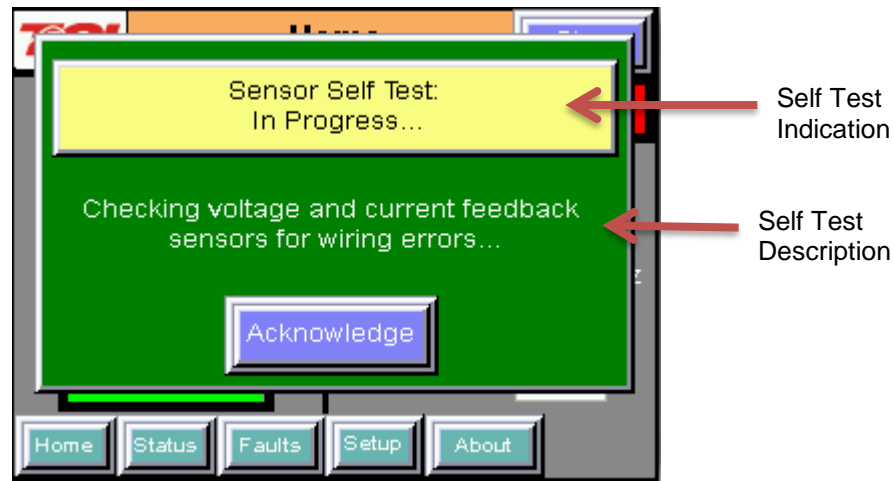 Sensor Self Test:
In Progress...
Self Test
Indication
Checking voltage and current feedback
sensors for wiring errors...
Self Test
Description
Acknowledge
Home Status Faults Setup About